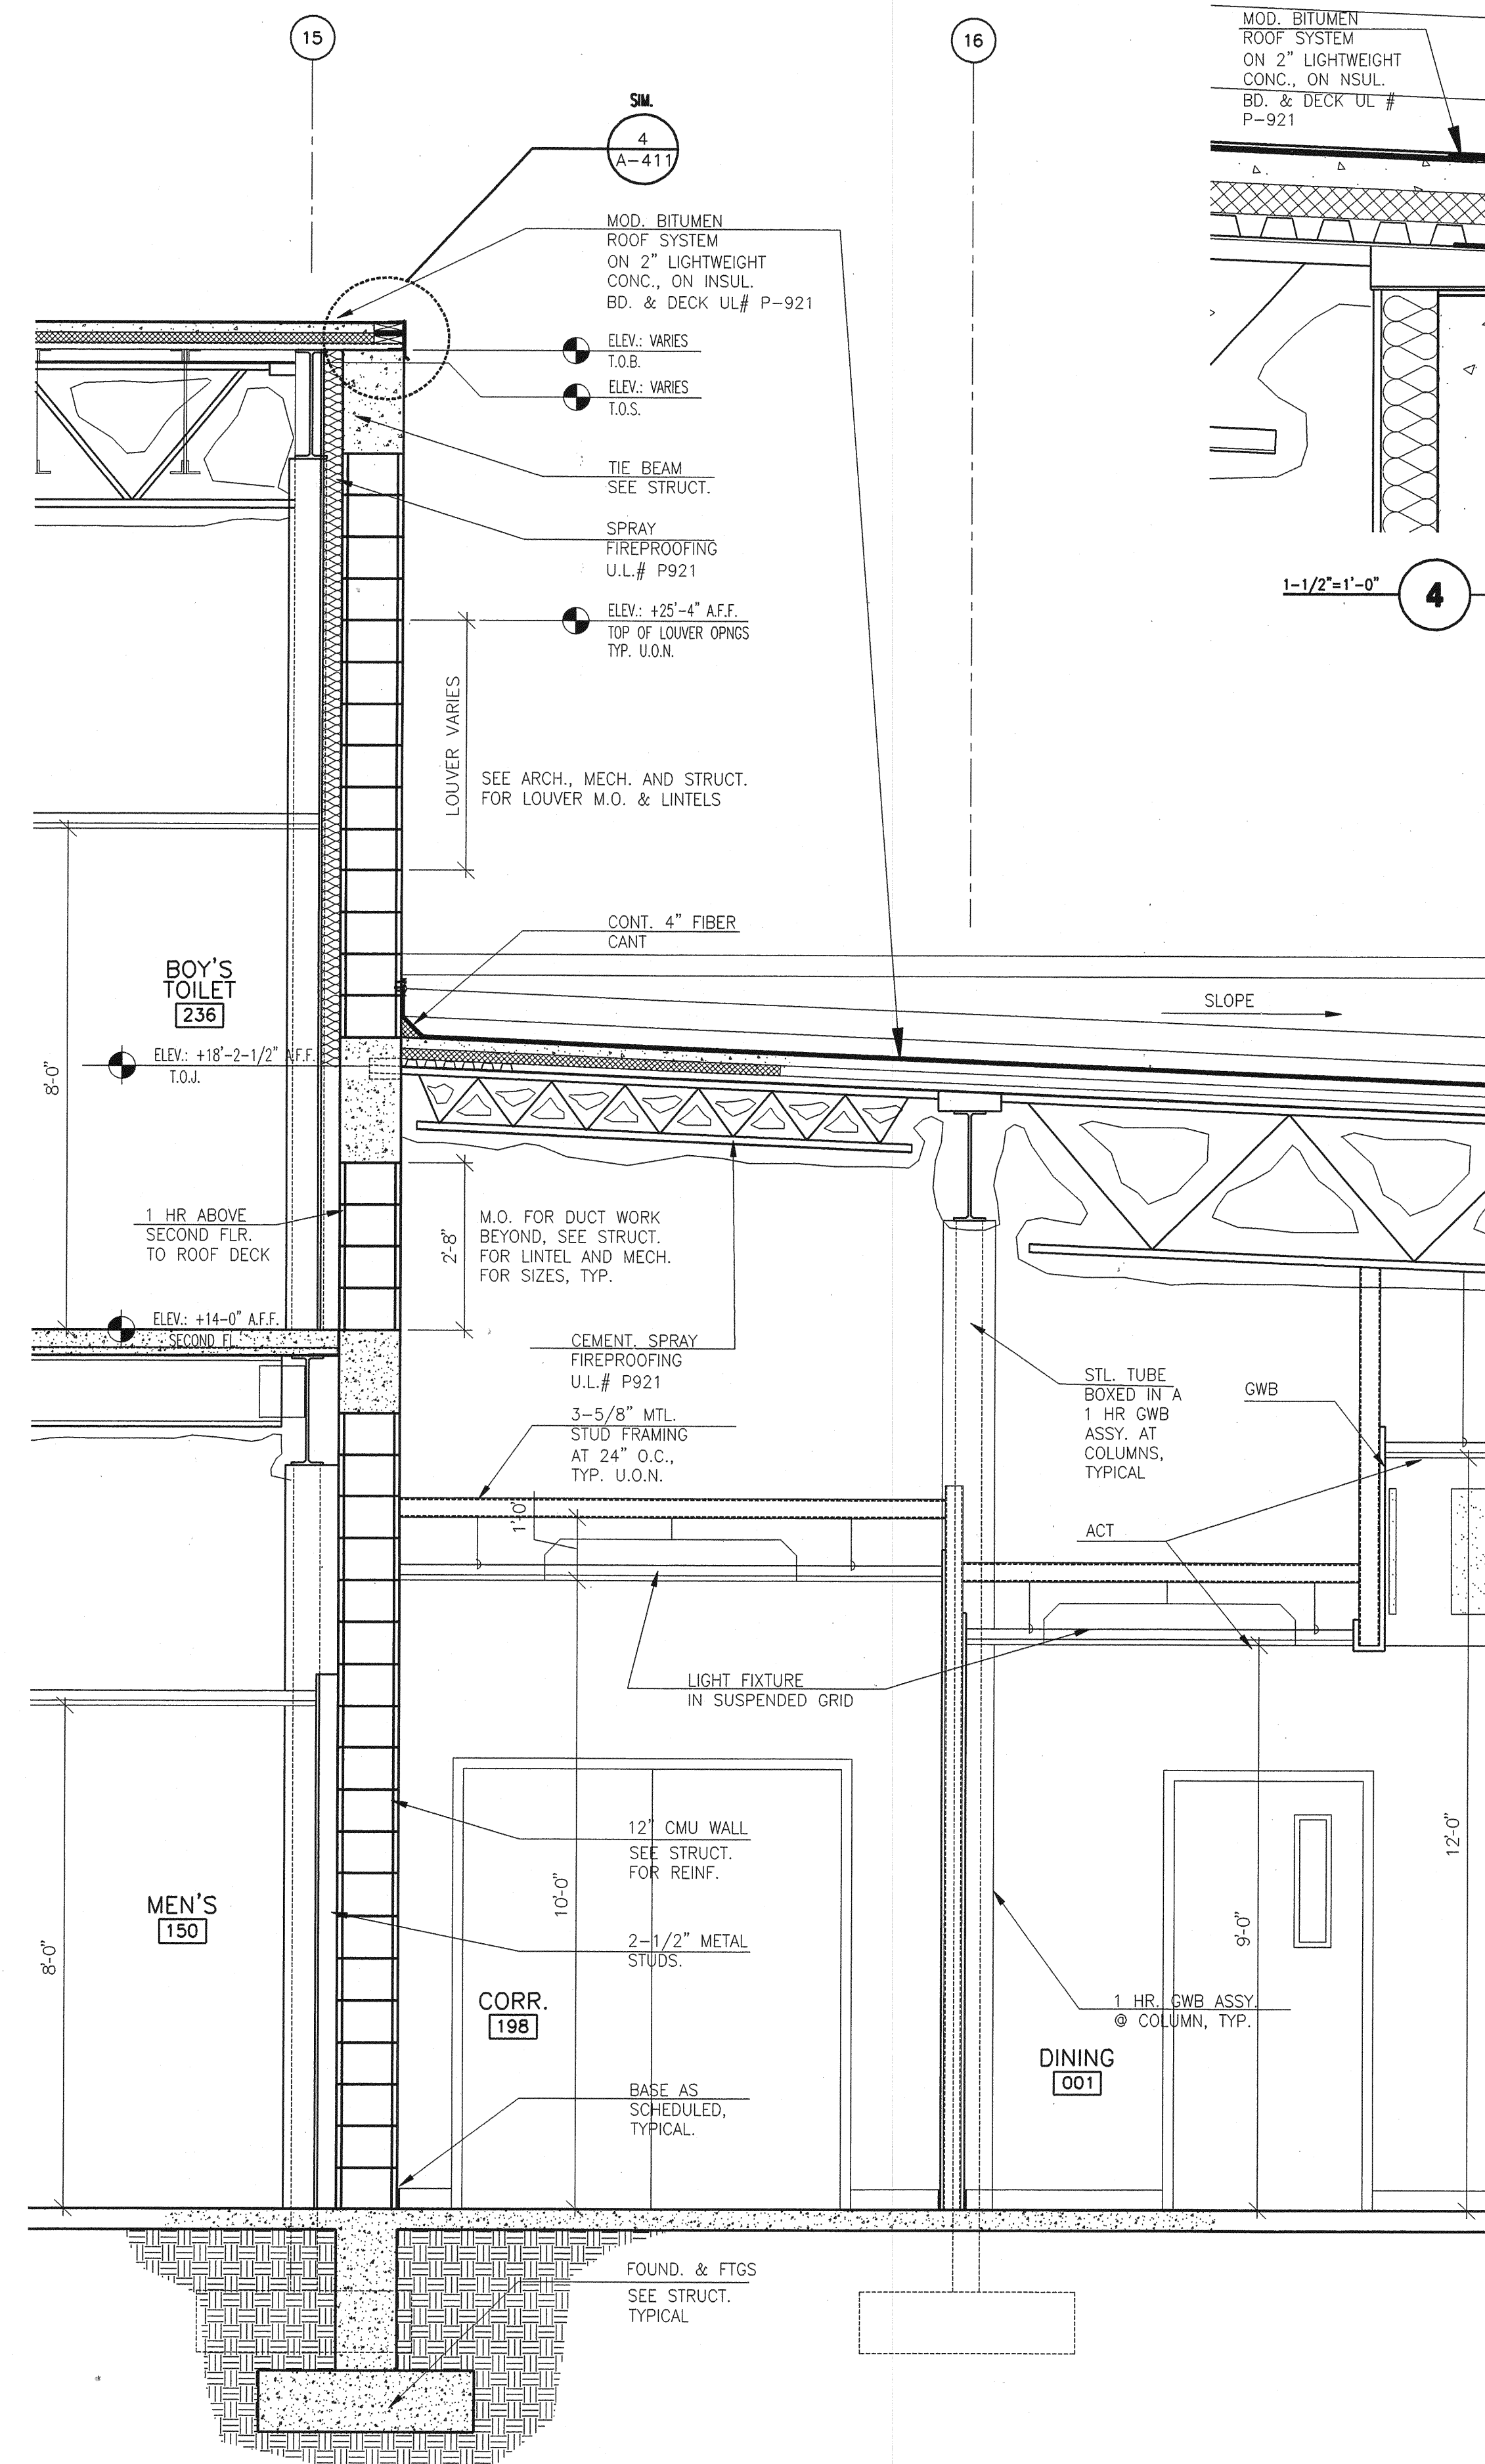 15
16
SIM.
4
A-411
MOD. BITUMEN
ROOF SYSTEM
ON 2" LIGHTWEIGHT
CONC., ON NSUL.
BD. & DECK UL #
P-921
MOD. BITUMEN
ROOF SYSTEM
ON 2" LIGHTWEIGHT
CONC., ON INSUL.
BD. & DECK UL# P-921
ELEV.: VARIES
T.O.B.
ELEV.: VARIES
T.O.S.
TIE BEAM
SEE STRUCT.
SPRAY
FIREPROOFING
U.L.# P921
1-1/2"=1'-0"
4
ELEV.: +25'-4" A.F.F.
TOP OF LOUVER OPNGS
TYP. U.O.N.
LOUVER VARIES
SEE ARCH., MECH. AND STRUCT.
FOR LOUVER M.O. & LINTELS
CONT. 4" FIBER
CANT
BOY'S
TOILET
236
SLOPE
ELEV.: +18'-2-1/2" A.F.F.
T.O.J.
8'-0"
1 HR ABOVE
SECOND FLR.
TO ROOF DECK
2'-8"
M.O. FOR DUCT WORK
BEYOND, SEE STRUCT.
FOR LINTEL AND MECH.
FOR SIZES, TYP.
ELEV.: +14-0" A.F.F.
SECOND FL.
CEMENT. SPRAY
FIREPROOFING
U.L.# P921
3-5/8" MTL.
STUD FRAMING
AT 24" O.C.,
TYP. U.O.N.
STL. TUBE
BOXED IN A
1 HR GWB
ASSY. AT
COLUMNS,
TYPICAL
GWB
1'-0"
ACT
LIGHT FIXTURE
IN SUSPENDED GRID
12" CMU WALL
SEE STRUCT.
FOR REINF.
10'-0"
12'-0"
MEN'S
150
8'-0"
2-1/2" METAL
STUDS.
9'-0"
CORR.
198
1 HR. GWB ASSY.
@ COLUMN, TYP.
DINING
001
BASE AS
SCHEDULED,
TYPICAL.
FOUND. & FTGS
SEE STRUCT.
TYPICAL